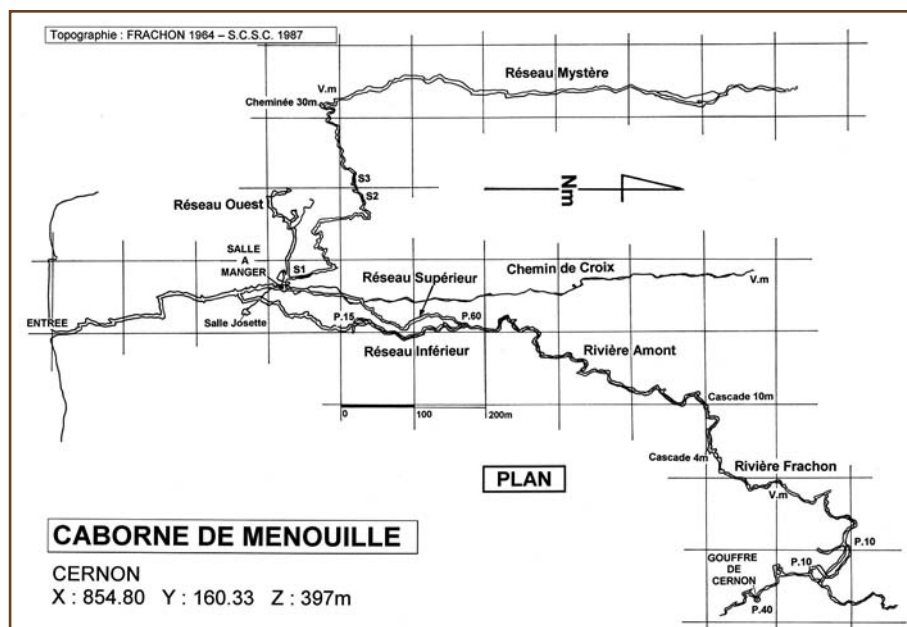 Topographie : FRACHON 1964 – S.C.S.C. 1987
Réseau Mystère
V.m
Cheminée 30m
S3
S2
Nm
Réseau Ouest
SALLE
A
MANGER
S1
Réseau Supérieur
Chemin de Croix
V.m
ENTREE
Salle Josette
P.15
P.60
Réseau Inférieur
Rivière Amont
0 100 200m
Cascade 10m
Cascade 4m
Rivière Frachon
V.m
PLAN
P.10
GOUFFRE
DE
CERNON
P.10
P.40
CABORNE DE MENOUILLE
CERNON
X : 854.80 Y : 160.33 Z : 397m